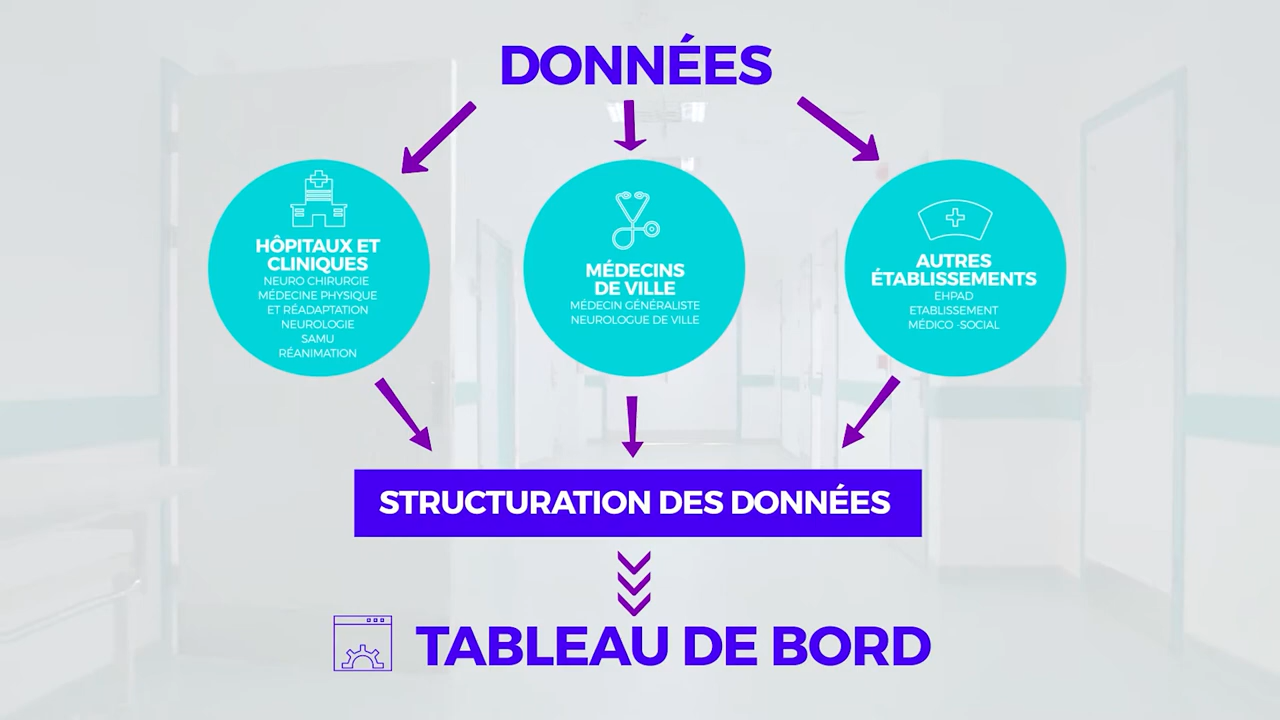 DONNÉES
HÔPITAUX ET
CLINIQUES
NEURO CHIRURGIE
MÉDECINE PHYSIQUE
ET RÉADAPTATION
NEUROLOGIE
SAMU
RÉANIMATION
MÉDECINS
DE VILLE
MÉDECIN GÉNÉRALISTE
NEUROLOGUE DE VILLE
AUTRES
ÉTABLISSEMENTS
EHPAD
ETABLISSEMENT
MÉDICO -SOCIAL
STRUCTURATION DES DONNÉES
TABLEAU DE BORD